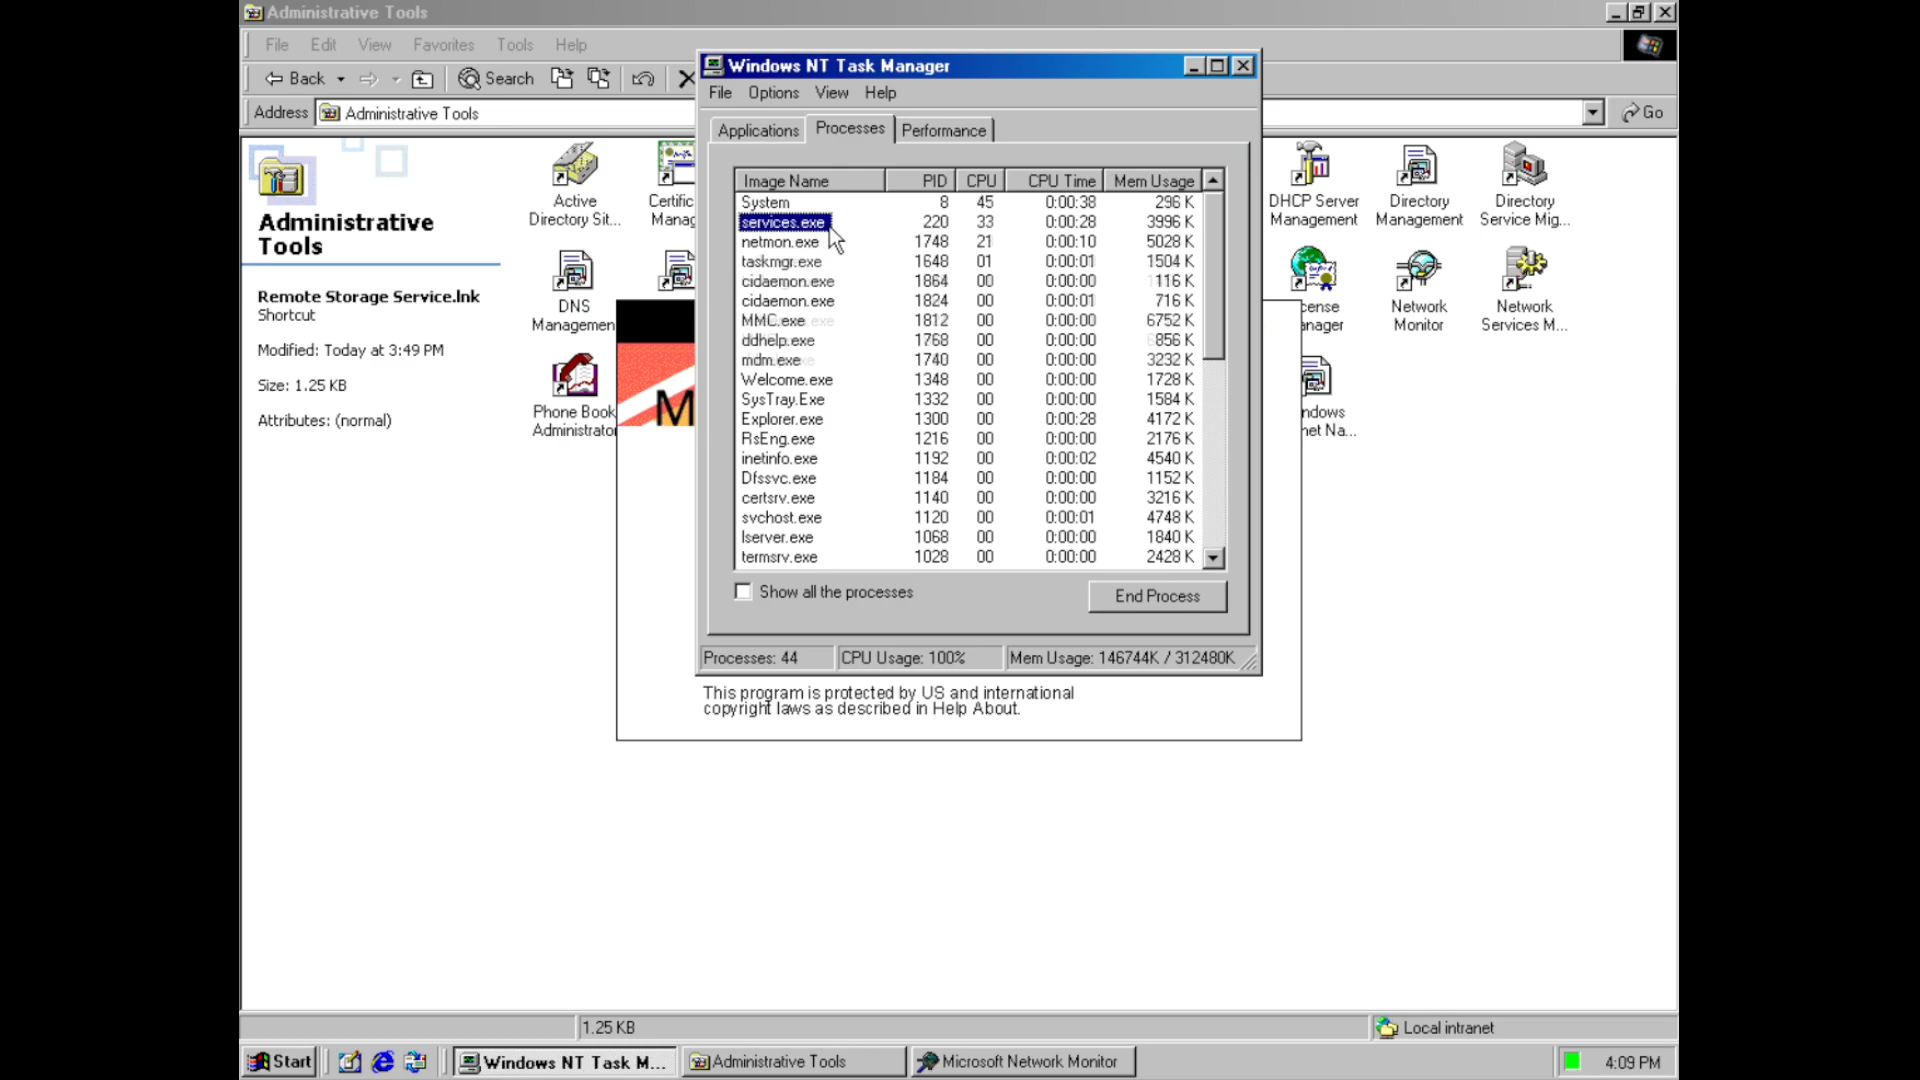 Administrative Tools
File Edit View Favorites Tools Help
Back Search
Address Administrative Tools Go
Administrative
Tools
Remote Storage Service.lnk
Shortcut
Modified: Today at 3:49 PM
Size: 1.25 KB
Attributes: (normal)
Active
Directory Sit...
Certific
Manag
DNS
Managemen
Phone Book
Administrato
M
Windows NT Task Manager
File Options View Help
Applications Processes Performance
Image Name PID CPU CPU Time Mem Usage
System 8 45 0:00:38 296 K
services.exe 220 33 0:00:28 3996 K
netmon.exe 1748 21 0:00:10 5028 K
taskmgr.exe 1648 01 0:00:01 1504 K
cidaemon.exe 1864 00 0:00:00 116 K
cidaemon.exe 1824 00 0:00:01 716 K
MMC.exe 1812 00 0:00:00 6752 K
ddhelp.exe 1768 00 0:00:00 856 K
mdm.exe 1740 00 0:00:00 3232 K
Welcome.exe 1348 00 0:00:00 1728 K
SysTray.Exe 1332 00 0:00:00 1584 K
Explorer.exe 1300 00 0:00:28 4172 K
RsEng.exe 1216 00 0:00:00 2176 K
inetinfo.exe 1192 00 0:00:02 4540 K
Dfssvc.exe 1184 00 0:00:00 1152 K
certsrv.exe 1140 00 0:00:00 3216 K
svchost.exe 1120 00 0:00:01 4748 K
lserver.exe 1068 00 0:00:00 1840 K
termsrv.exe 1028 00 0:00:00 2428 K
Show all the processes
End Process
Processes: 44 CPU Usage: 100% Mem Usage: 146744K / 312480K
This program is protected by US and international
copyright laws as described in Help About.
DHCP Server
Management
Directory
Management
Directory
Service Mig...
cense
anager
Network
Monitor
Network
Services M...
ndows
net Na...
1.25 KB
Local intranet
Start
Windows NT Task M...
Administrative Tools
Microsoft Network Monitor
4:09 PM